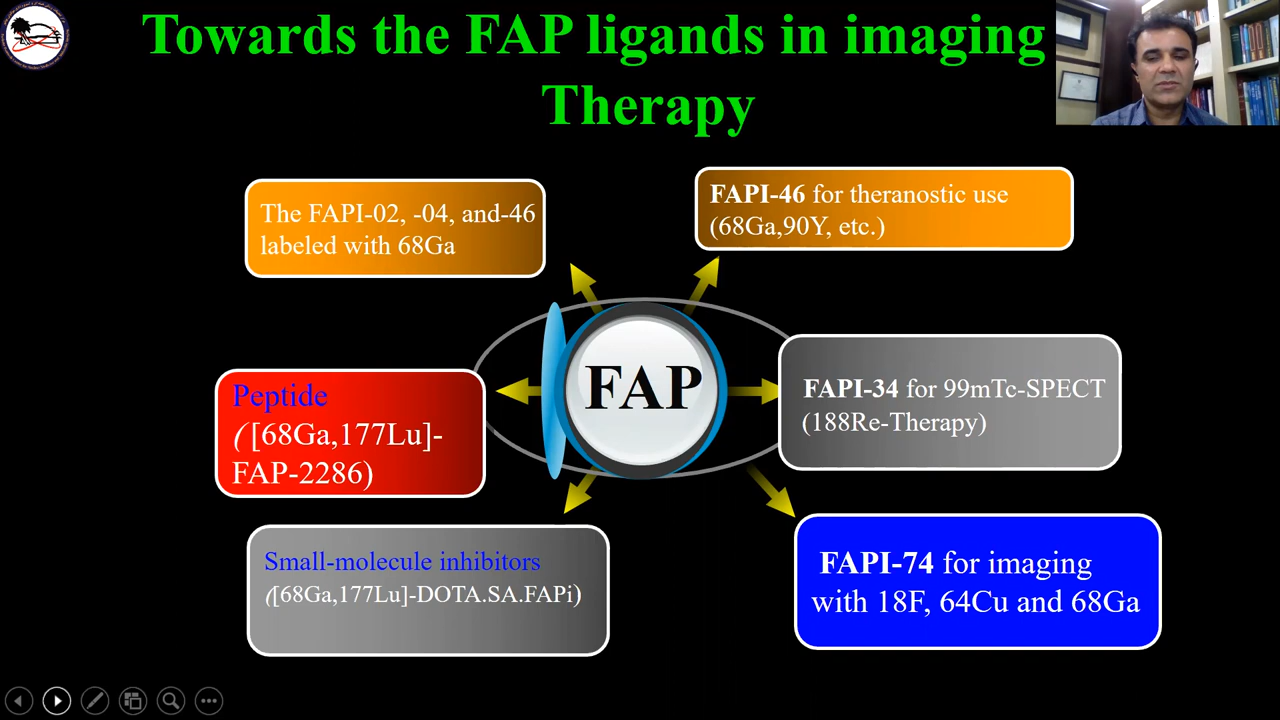 Towards the FAP ligands in imaging
Therapy
The FAPI-02, -04, and-46
labeled with 68Ga
FAPI-46 for theranostic use
(68Ga,90Y, etc.)
Peptide
([68Ga,177Lu]-
FAP-2286)
FAP
FAPI-34 for 99mTc-SPECT
(188Re-Therapy)
Small-molecule inhibitors
([68Ga,177Lu]-DOTA.SA.FAPi)
FAPI-74 for imaging
with 18F, 64Cu and 68Ga